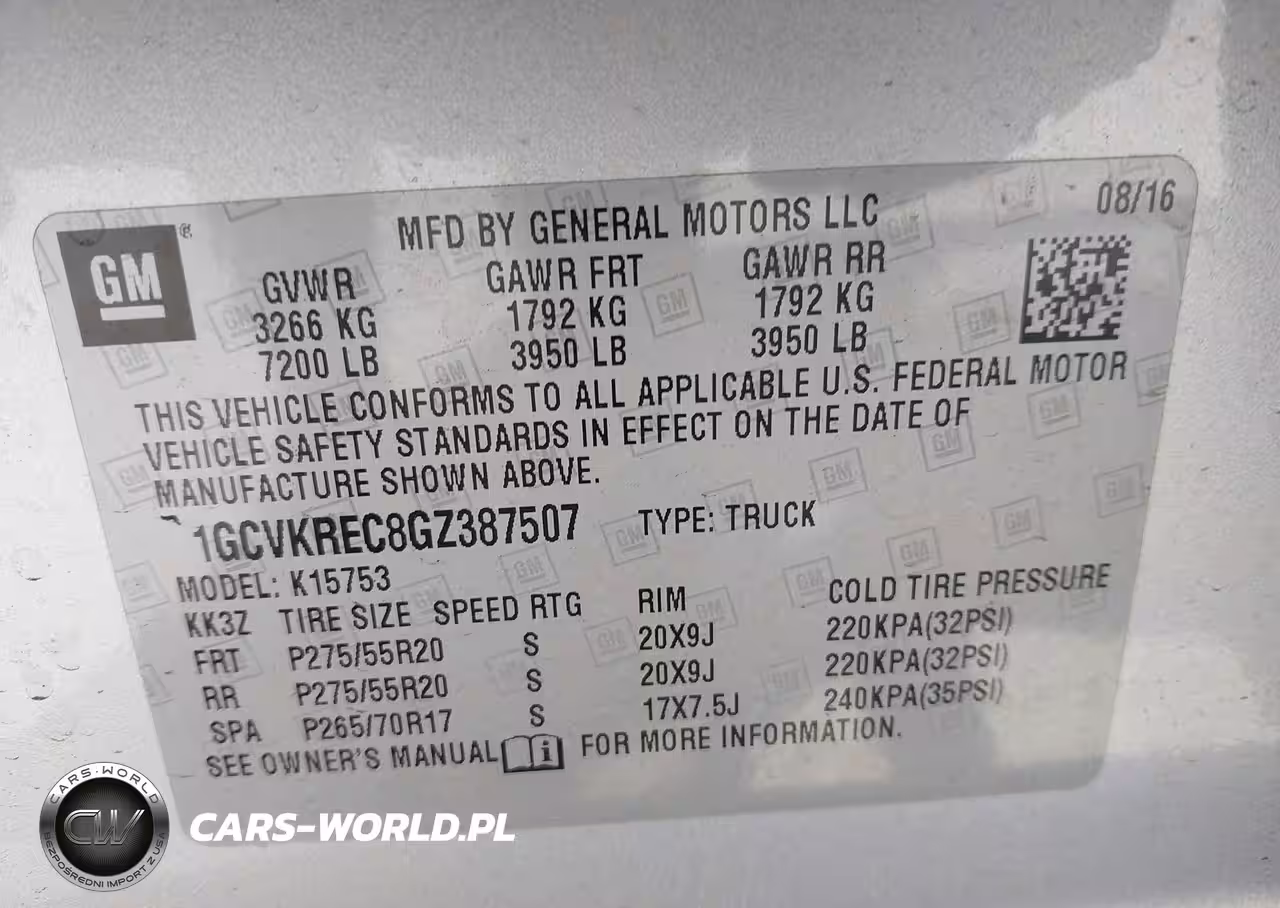 08/16
GM®
MFD BY GENERAL MOTORS LLC
GVWR GAWR FRT GAWR RR
3266 KG 1792 KG 1792 KG
7200 LB 3950 LB 3950 LB
THIS VEHICLE CONFORMS TO ALL APPLICABLE U.S. FEDERAL MOTOR
VEHICLE SAFETY STANDARDS IN EFFECT ON THE DATE OF
MANUFACTURE SHOWN ABOVE.
1GCVKREC8GZ387507 TYPE: TRUCK
MODEL: K15753
KK3Z TIRE SIZE SPEED RTG RIM COLD TIRE PRESSURE
FRT P275/55R20 S 20X9J 220KPA(32PSI)
RR P275/55R20 S 20X9J 220KPA(32PSI)
SPA P265/70R17 S 17X7.5J 240KPA(35PSI)
SEE OWNER'S MANUAL i FOR MORE INFORMATION.
CARS-WORLD
CW
BEZPOŚREDNI IMPORT Z USA
CARS-WORLD.PL